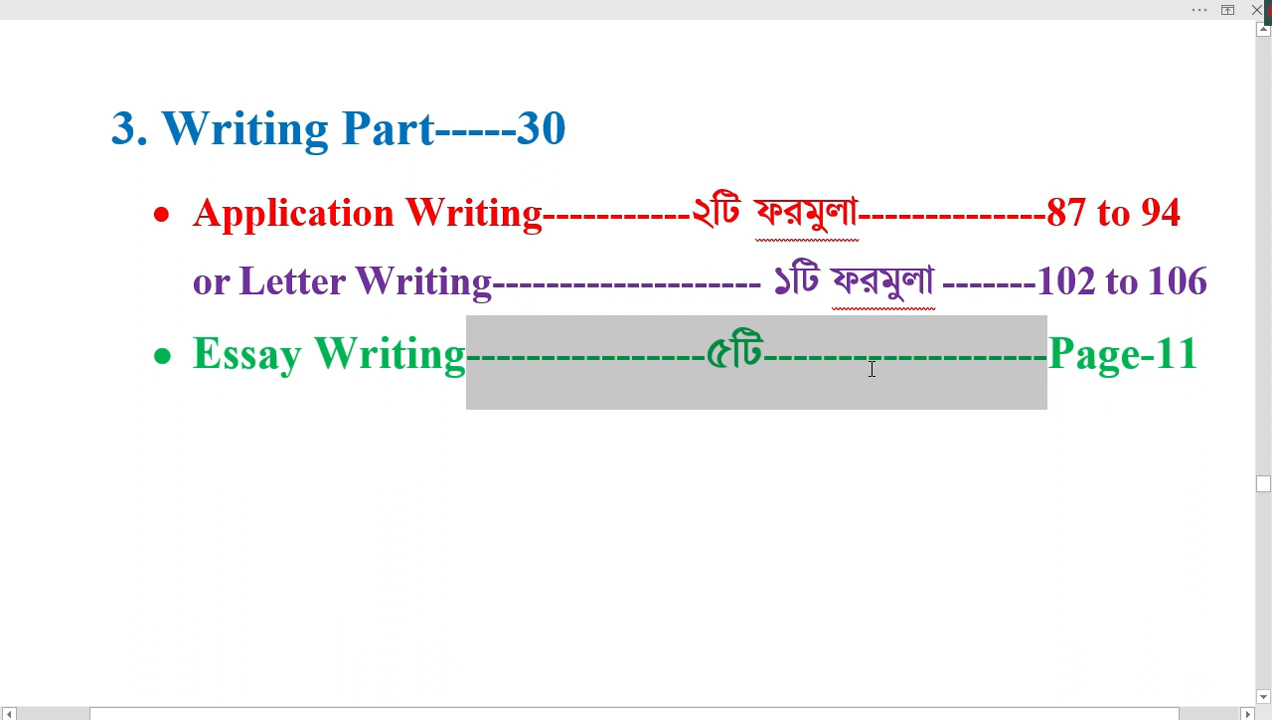 3. Writing Part-----30
• Application Writing-----------২টি ফরমুলা--------------87 to 94
or Letter Writing-------------------- ১টি ফরমুলা -------102 to 106
• Essay Writing----------------৫টি-------------------Page-11